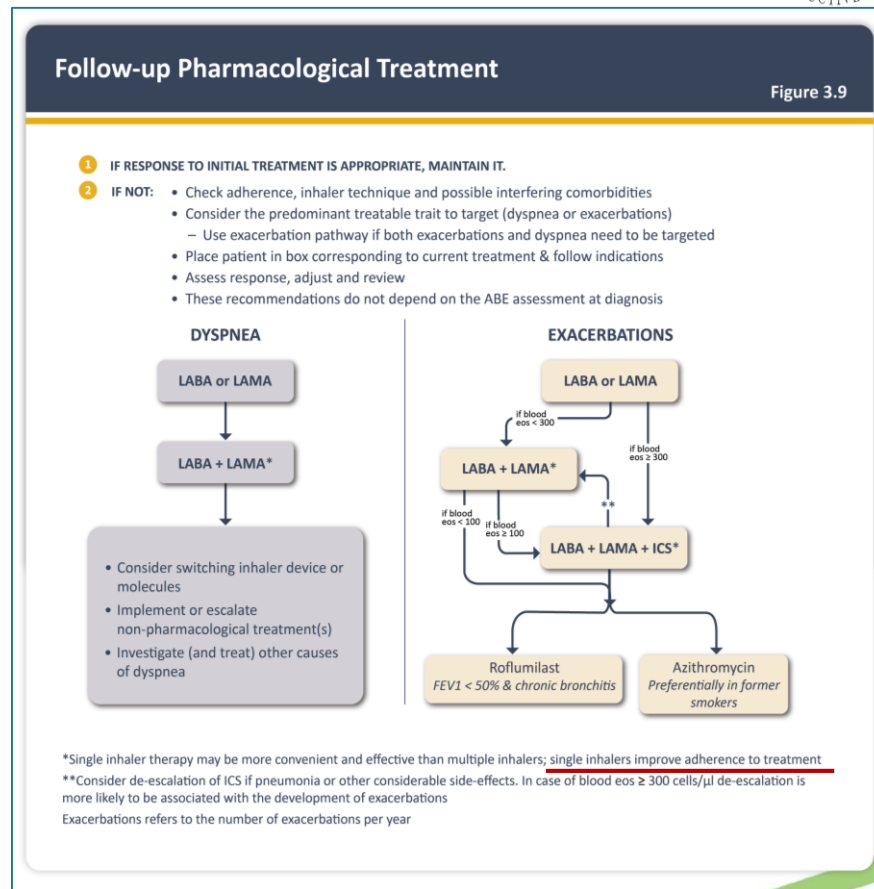 Follow-up Pharmacological Treatment
Figure 3.9
1 IF RESPONSE TO INITIAL TREATMENT IS APPROPRIATE, MAINTAIN IT.
2 IF NOT: • Check adherence, inhaler technique and possible interfering comorbidities
• Consider the predominant treatable trait to target (dyspnea or exacerbations)
– Use exacerbation pathway if both exacerbations and dyspnea need to be targeted
• Place patient in box corresponding to current treatment & follow indications
• Assess response, adjust and review
• These recommendations do not depend on the ABE assessment at diagnosis
DYSPNEA
LABA or LAMA
LABA + LAMA*
• Consider switching inhaler device or
molecules
• Implement or escalate
non-pharmacological treatment(s)
• Investigate (and treat) other causes
of dyspnea
EXACERBATIONS
LABA or LAMA
if blood
eos < 300
if blood
eos ≥ 300
LABA + LAMA*
**
if blood
eos < 100
if blood
eos ≥ 100
LABA + LAMA + ICS*
Roflumilast
FEV1 < 50% & chronic bronchitis
Azithromycin
Preferentially in former
smokers
*Single inhaler therapy may be more convenient and effective than multiple inhalers; single inhalers improve adherence to treatment
**Consider de-escalation of ICS if pneumonia or other considerable side-effects. In case of blood eos ≥ 300 cells/µl de-escalation is
more likely to be associated with the development of exacerbations
Exacerbations refers to the number of exacerbations per year